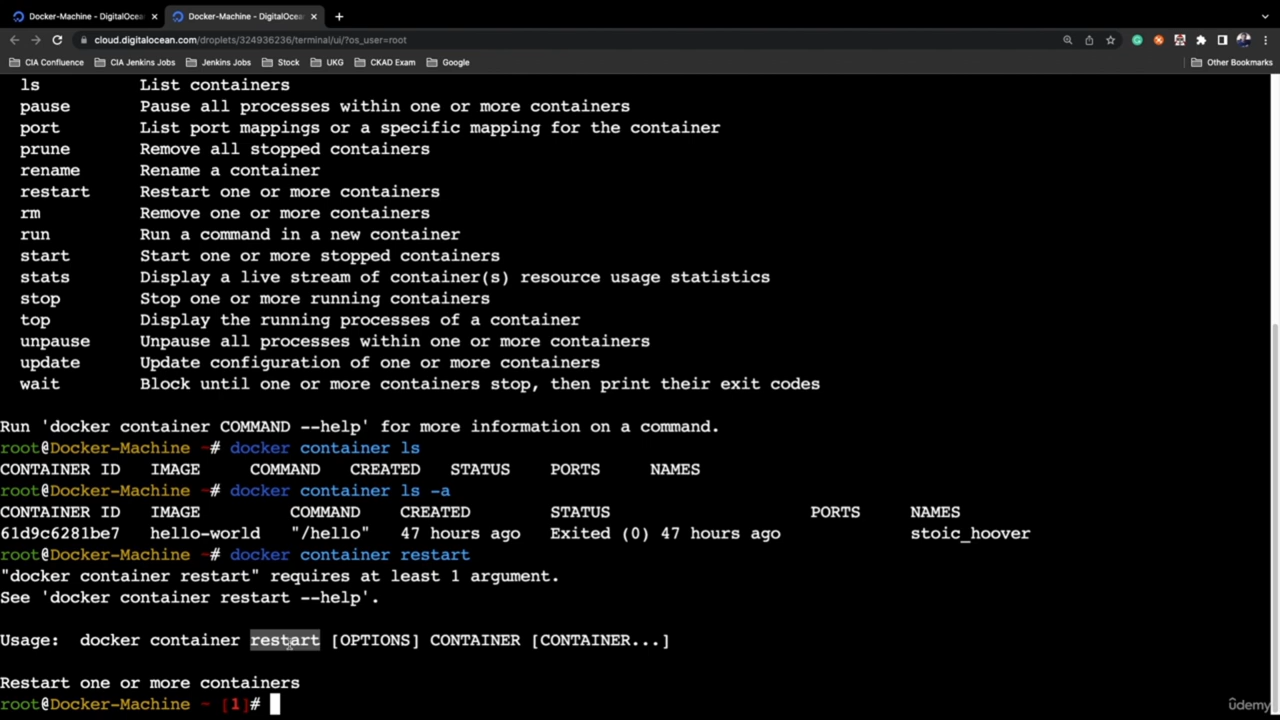 Docker-Machine - DigitalOcean
Docker-Machine - DigitalOcean
cloud.digitalocean.com/droplets/324936236/terminal/ui/?os_user=root
CIA Confluence CIA Jenkins Jobs Jenkins Jobs Stock UKG CKAD Exam Google Other Bookmarks
ls List containers
pause Pause all processes within one or more containers
port List port mappings or a specific mapping for the container
prune Remove all stopped containers
rename Rename a container
restart Restart one or more containers
rm Remove one or more containers
run Run a command in a new container
start Start one or more stopped containers
stats Display a live stream of container(s) resource usage statistics
stop Stop one or more running containers
top Display the running processes of a container
unpause Unpause all processes within one or more containers
update Update configuration of one or more containers
wait Block until one or more containers stop, then print their exit codes
Run 'docker container COMMAND --help' for more information on a command.
root@Docker-Machine ~# docker container ls
CONTAINER ID IMAGE COMMAND CREATED STATUS PORTS NAMES
root@Docker-Machine ~# docker container ls -a
CONTAINER ID IMAGE COMMAND CREATED STATUS PORTS NAMES
61d9c6281be7 hello-world "/hello" 47 hours ago Exited (0) 47 hours ago stoic_hoover
root@Docker-Machine ~# docker container restart
"docker container restart" requires at least 1 argument.
See 'docker container restart --help'.
Usage: docker container restart [OPTIONS] CONTAINER [CONTAINER...]
Restart one or more containers
root@Docker-Machine ~ [1]#
ûdemy